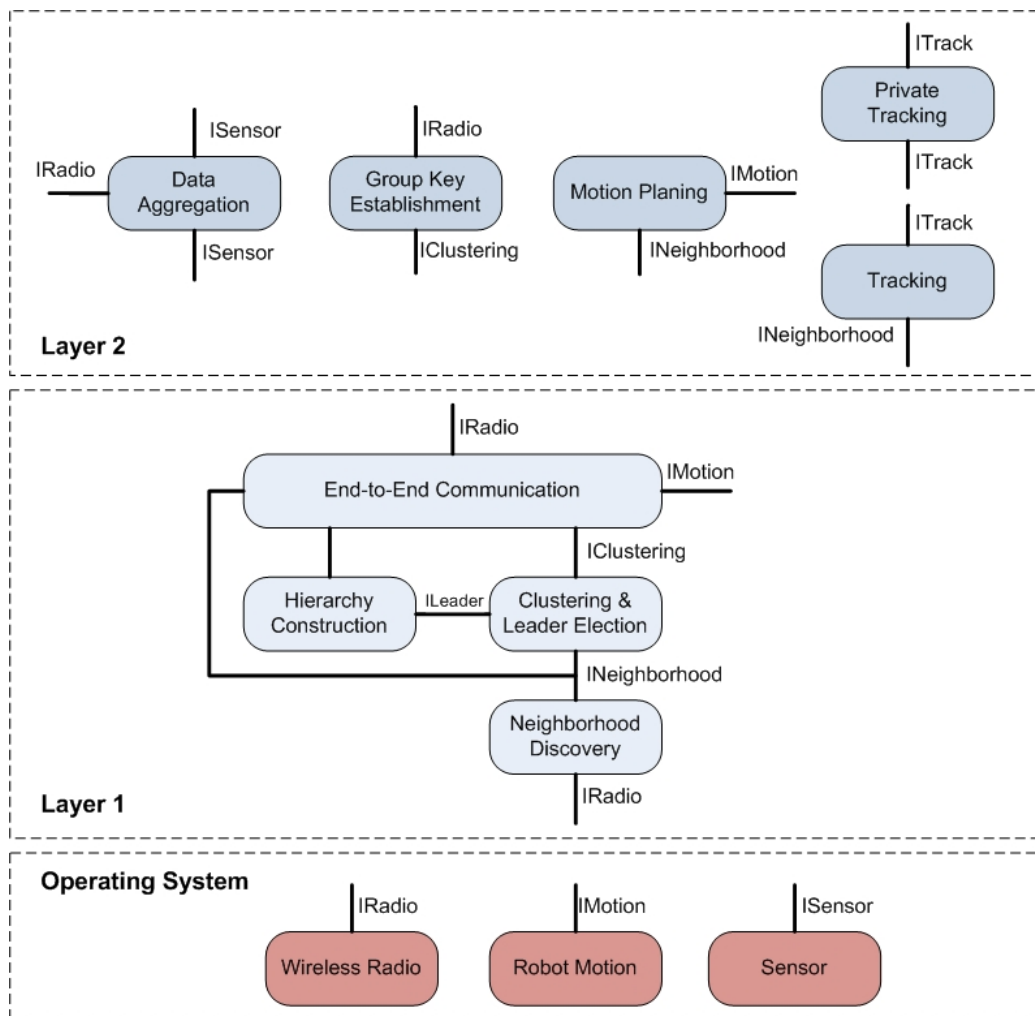 ITrack
Private
Tracking
ITrack
ISensor
IRadio
Data
Aggregation
ISensor
IRadio
Group Key
Establishment
IClustering
Motion Planing
IMotion
INeighborhood
ITrack
Tracking
INeighborhood
Layer 2
IRadio
End-to-End Communication
IMotion
IClustering
Hierarchy
Construction
ILeader
Clustering &
Leader Election
INeighborhood
Neighborhood
Discovery
IRadio
Layer 1
Operating System
IRadio
Wireless Radio
IMotion
Robot Motion
ISensor
Sensor